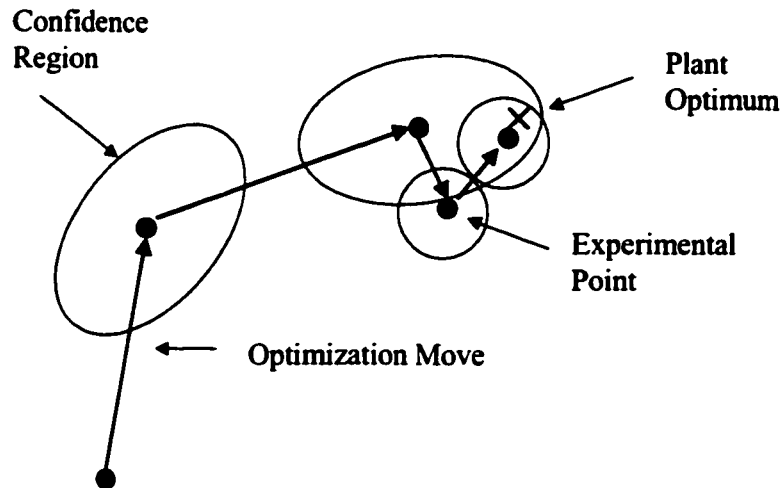 Confidence
Region
Plant
Optimum
Experimental
Point
Optimization Move